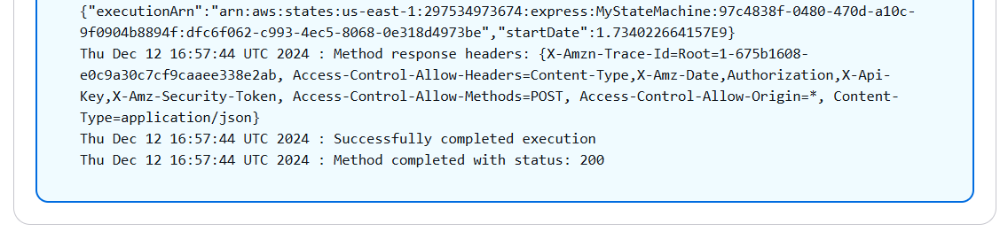 {"executionArn":"arn:aws:states:us-east-1:297534973674:express:MyStateMachine:97c4838f-0480-470d-a10c-
9f0904b8894f:dfc6f062-c993-4ec5-8068-0e318d4973be","startDate":1.734022664157E9}
Thu Dec 12 16:57:44 UTC 2024 : Method response headers: {X-Amzn-Trace-Id=Root=1-675b1608-
e0c9a30c7cf9caaee338e2ab, Access-Control-Allow-Headers=Content-Type,X-Amz-Date,Authorization,X-Api-
Key,X-Amz-Security-Token, Access-Control-Allow-Methods=POST, Access-Control-Allow-Origin=*, Content-
Type=application/json}
Thu Dec 12 16:57:44 UTC 2024 : Successfully completed execution
Thu Dec 12 16:57:44 UTC 2024 : Method completed with status: 200